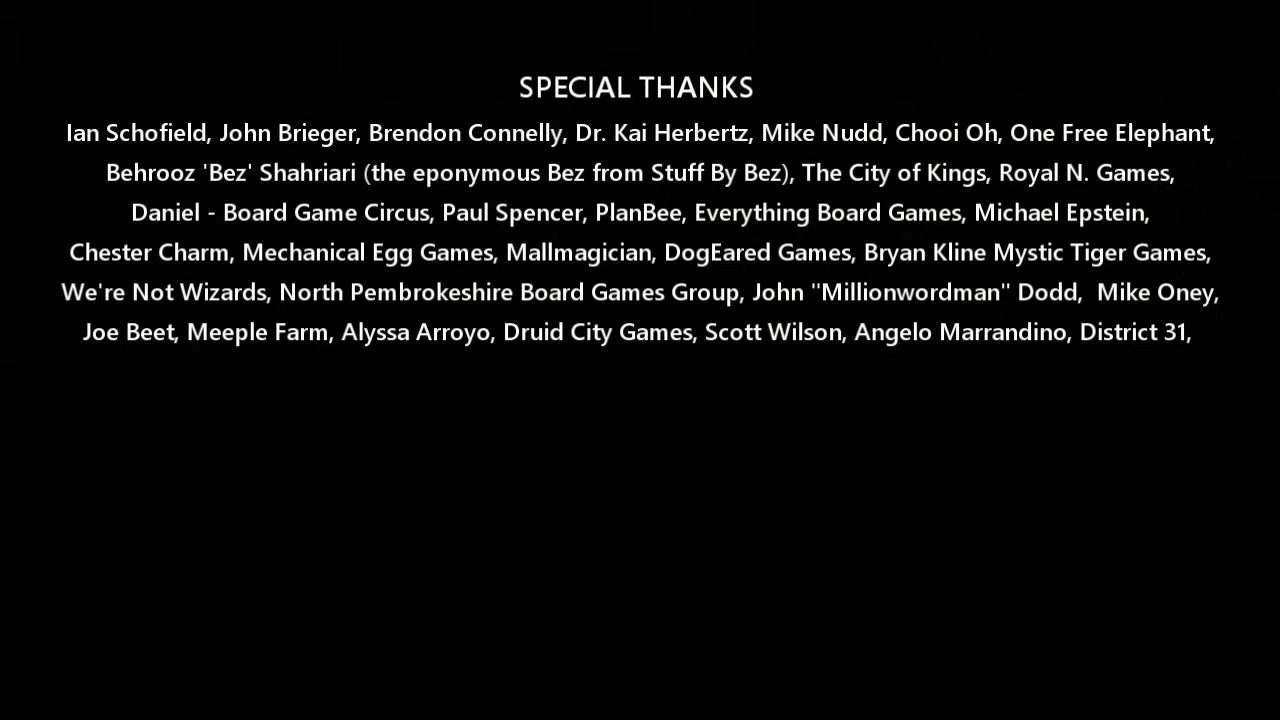 SPECIAL THANKS
Ian Schofield, John Brieger, Brendon Connelly, Dr. Kai Herbertz, Mike Nudd, Chooi Oh, One Free Elephant,
Behrooz 'Bez' Shahriari (the eponymous Bez from Stuff By Bez), The City of Kings, Royal N. Games,
Daniel - Board Game Circus, Paul Spencer, PlanBee, Everything Board Games, Michael Epstein,
Chester Charm, Mechanical Egg Games, Mallmagician, DogEared Games, Bryan Kline Mystic Tiger Games,
We're Not Wizards, North Pembrokeshire Board Games Group, John "Millionwordman" Dodd,  Mike Oney,
Joe Beet, Meeple Farm, Alyssa Arroyo, Druid City Games, Scott Wilson, Angelo Marrandino, District 31,